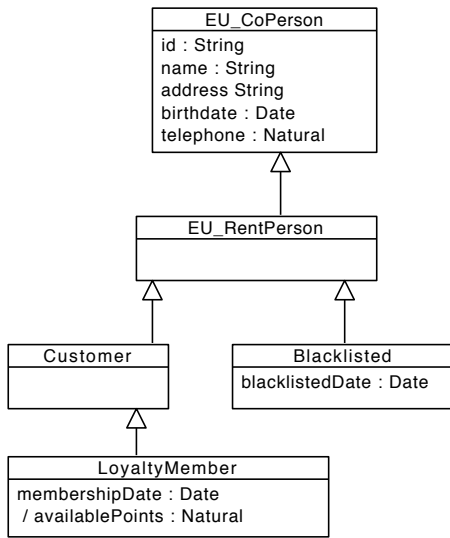 EU_CoPerson
id : String
name : String
address String
birthdate : Date
telephone : Natural
EU_RentPerson
Customer
Blacklisted
blacklistedDate : Date
LoyaltyMember
membershipDate : Date
/ availablePoints : Natural